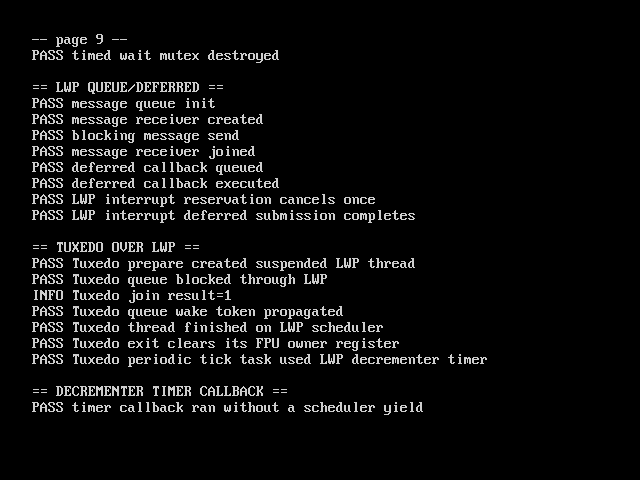 -- page 9 --
PASS timed wait mutex destroyed
== LWP QUEUE/DEFERRED ==
PASS message queue init
PASS message receiver created
PASS blocking message send
PASS message receiver joined
PASS deferred callback queued
PASS deferred callback executed
PASS LWP interrupt reservation cancels once
PASS LWP interrupt deferred submission completes
== TUXEDO OVER LWP ==
PASS Tuxedo prepare created suspended LWP thread
PASS Tuxedo queue blocked through LWP
INFO Tuxedo join result=1
PASS Tuxedo queue wake token propagated
PASS Tuxedo thread finished on LWP scheduler
PASS Tuxedo exit clears its FPU owner register
PASS Tuxedo periodic tick task used LWP decrementer timer
== DECREMENTER TIMER CALLBACK ==
PASS timer callback ran without a scheduler yield